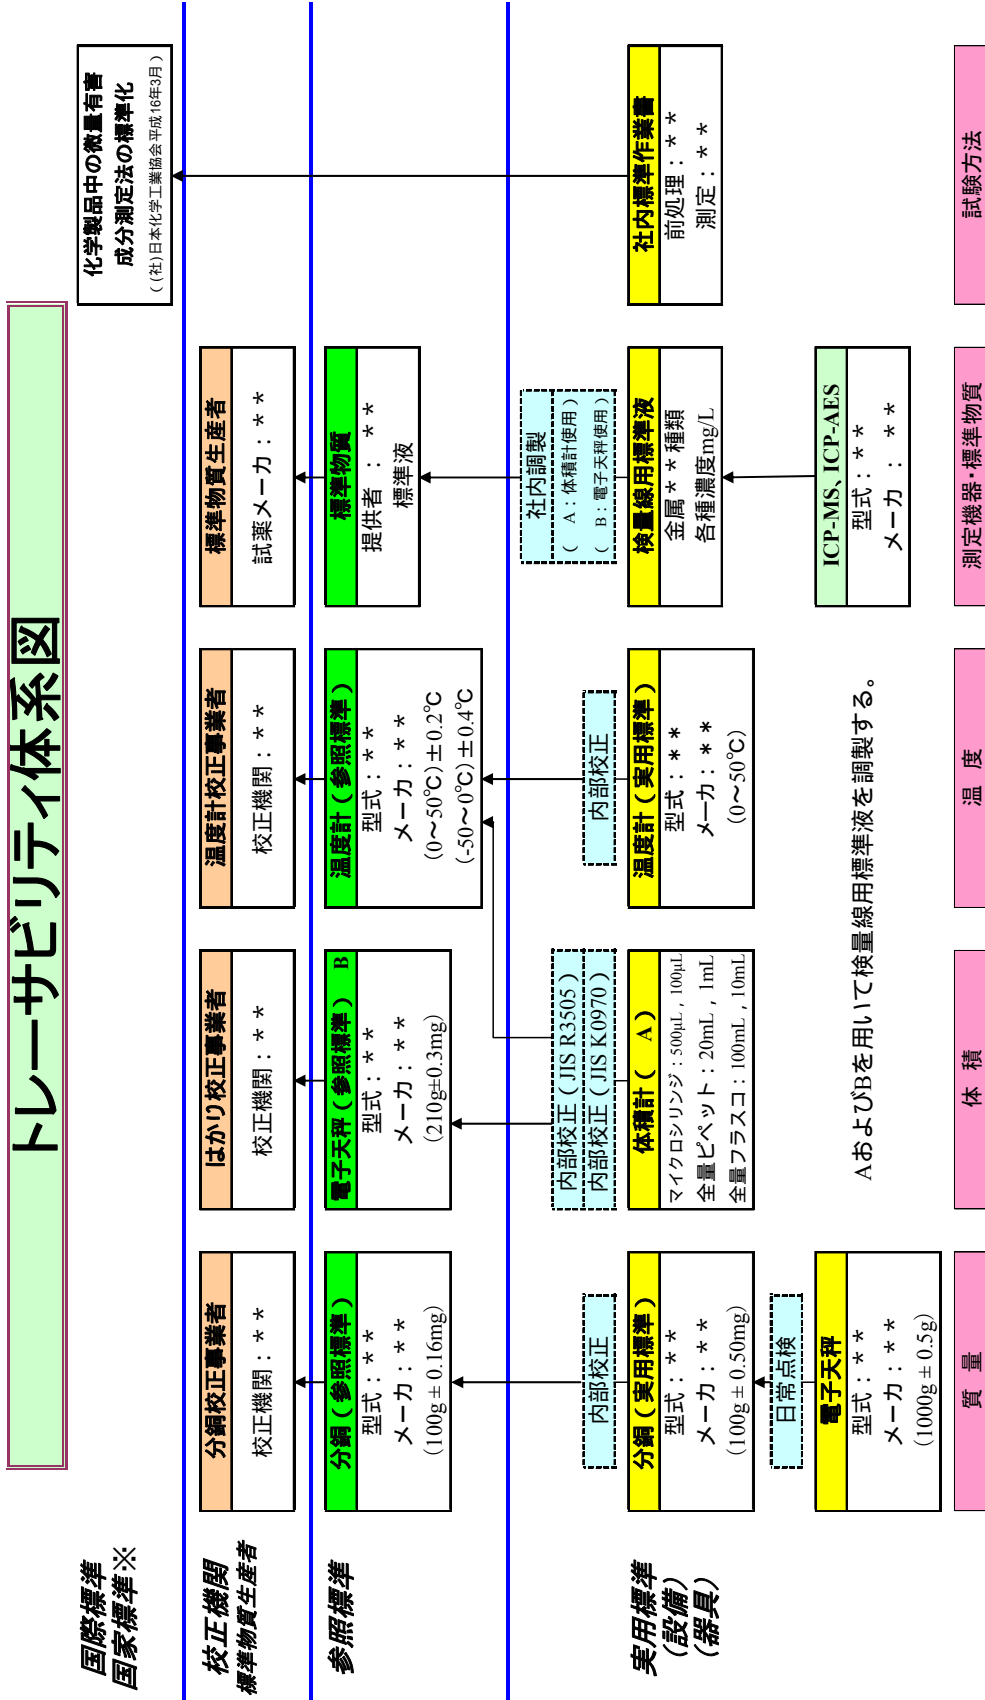 トレーサビリティ体系図
国際標準
国家標準※
化学製品中の微量有害
成分測定法の標準化
（(社)日本化学工業協会平成16年3月）
校正機関
標準物質生産者
分銅校正事業者
校正機関：＊＊
はかり校正事業者
校正機関：＊＊
温度計校正事業者
校正機関：＊＊
標準物質生産者
試薬メーカ：＊＊
参照標準
分銅（参照標準）
型式：＊＊
メーカ：＊＊
(100g±0.16mg)
電子天秤（参照標準） B
型式：＊＊
メーカ：＊＊
(210g±0.3mg)
温度計（参照標準）
型式：＊＊
メーカ：＊＊
(0～50℃)±0.2℃
(-50～0℃)±0.4℃
標準物質
提供者：＊＊
標準液
内部校正
内部校正（JIS R3505）
内部校正（JIS K0970）
内部校正
社内調製
（ A：体積計使用）
（ B：電子天秤使用）
実用標準
（設備）
（器具）
分銅（実用標準）
型式：＊＊
メーカ：＊＊
(100g±0.50mg)
体積計（ A）
マイクロシリンジ：500μL，100μL
全量ピペット：20mL，1mL
全量フラスコ：100mL，10mL
温度計（実用標準）
型式：＊＊
メーカ：＊＊
(0～50℃)
検量線用標準液
金属＊＊種類
各種濃度mg/L
社内標準作業書
前処理：＊＊
測定：＊＊
日常点検
電子天秤
型式：＊＊
メーカ：＊＊
(1000g±0.5g)
AおよびBを用いて検量線用標準液を調製する。
ICP-MS、ICP-AES
型式：＊＊
メーカ：＊＊
質 量
体 積
温 度
測定機器・標準物質
試験方法